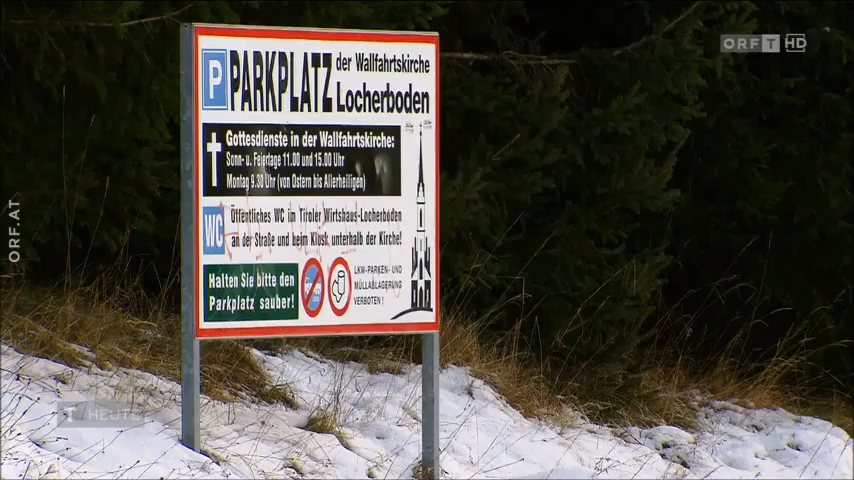 ORF T HD
P PARKPLATZ der Wallfahrtskirche
Locherboden
Gottesdienste in der Wallfahrtskirche:
Sonn- u. Feiertage 11.00 und 15.00 Uhr
Montag 9.30 Uhr (von Ostern bis Allerheiligen)
WC Öffentliches WC im Tiroler Wirtshaus-Locherboden
an der Straße und beim Kiosk unterhalb der Kirche!
Halten Sie bitte den
Parkplatz sauber!
LKW-PARKEN- UND
MÜLLABLAGERUNG
VERBOTEN !
ORF.AT
T HEUTE